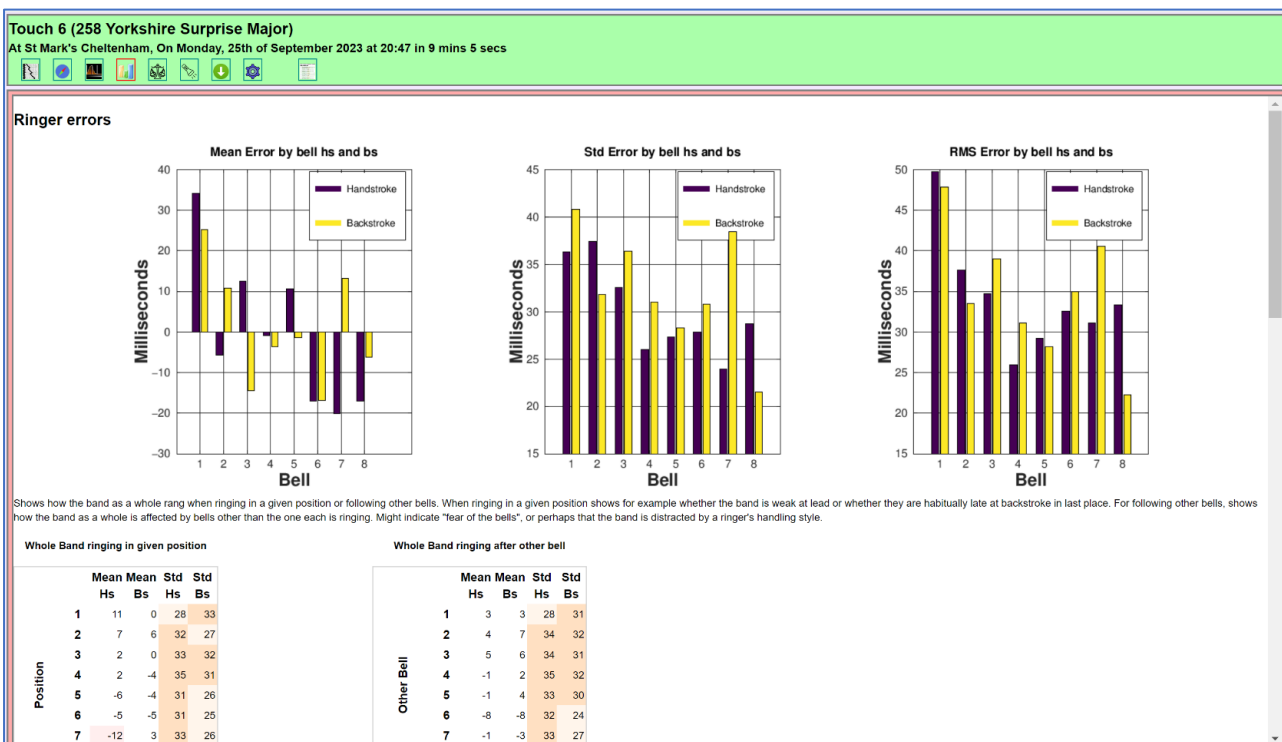 Touch 6 (258 Yorkshire Surprise Major)
At St Mark's Cheltenham, On Monday, 25th of September 2023 at 20:47 in 9 mins 5 secs
Ringer errors
Mean Error by bell hs and bs
40
30
20
10
0
−10
−20
−30
Milliseconds
Handstroke
Backstroke
1 2 3 4 5 6 7 8
Bell
Std Error by bell hs and bs
45
40
35
30
25
20
15
Milliseconds
Handstroke
Backstroke
1 2 3 4 5 6 7 8
Bell
RMS Error by bell hs and bs
50
45
40
35
30
25
20
15
Milliseconds
Handstroke
Backstroke
1 2 3 4 5 6 7 8
Bell
Shows how the band as a whole rang when ringing in a given position or following other bells. When ringing in a given position shows for example whether the band is weak at lead or whether they are habitually late at backstroke in last place. For following other bells, shows
how the band as a whole is affected by bells other than the one each is ringing. Might indicate "fear of the bells", or perhaps that the band is distracted by a ringer's handling style.
Whole Band ringing in given position
Mean Mean Std Std
Hs Bs Hs Bs
Position
1 11 0 28 33
2 7 6 32 27
3 2 0 33 32
4 2 -4 35 31
5 -6 -4 31 26
6 -5 -5 31 25
7 -12 3 33 26
Whole Band ringing after other bell
Mean Mean Std Std
Hs Bs Hs Bs
Other Bell
1 3 3 28 31
2 4 7 34 32
3 5 6 34 31
4 -1 2 35 32
5 -1 4 33 30
6 -8 -8 32 24
7 -1 -3 33 27